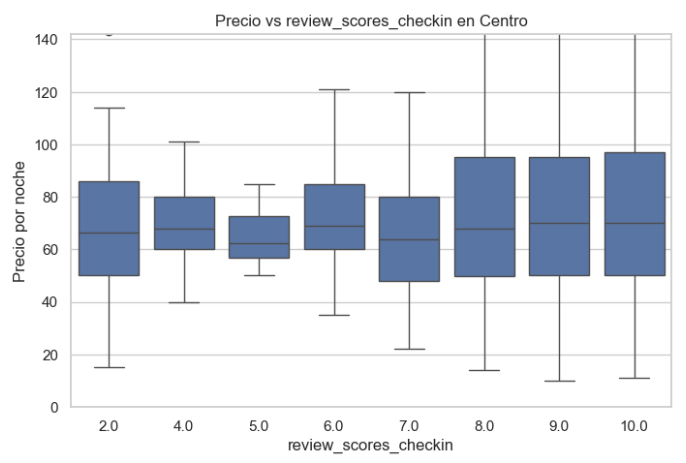 Precio vs review_scores_checkin en Centro
Precio por noche
140
120
100
80
60
40
20
0
2.0 4.0 5.0 6.0 7.0 8.0 9.0 10.0
review_scores_checkin